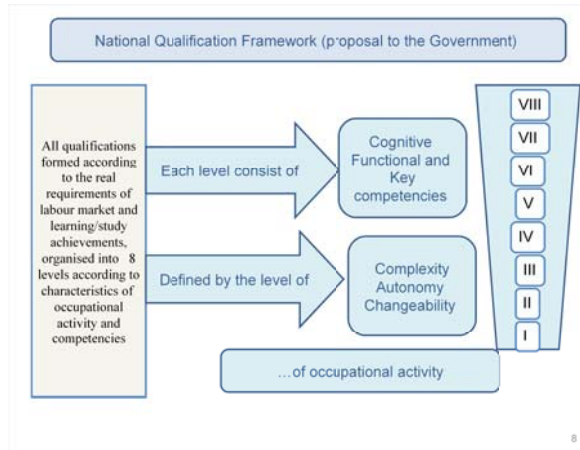 National Qualification Framework (proposal to the Government)
All qualifications
formed according
to the real
requirements of
labour market and
learning/study
achievements,
organised into 8
levels according to
characteristics of
occupational
activity and
competencies
Each level consist of
Cognitive
Functional and
Key
competencies
Defined by the level of
Complexity
Autonomy
Changeability
...of occupational activity
VIII
VII
VI
V
IV
III
II
I
8